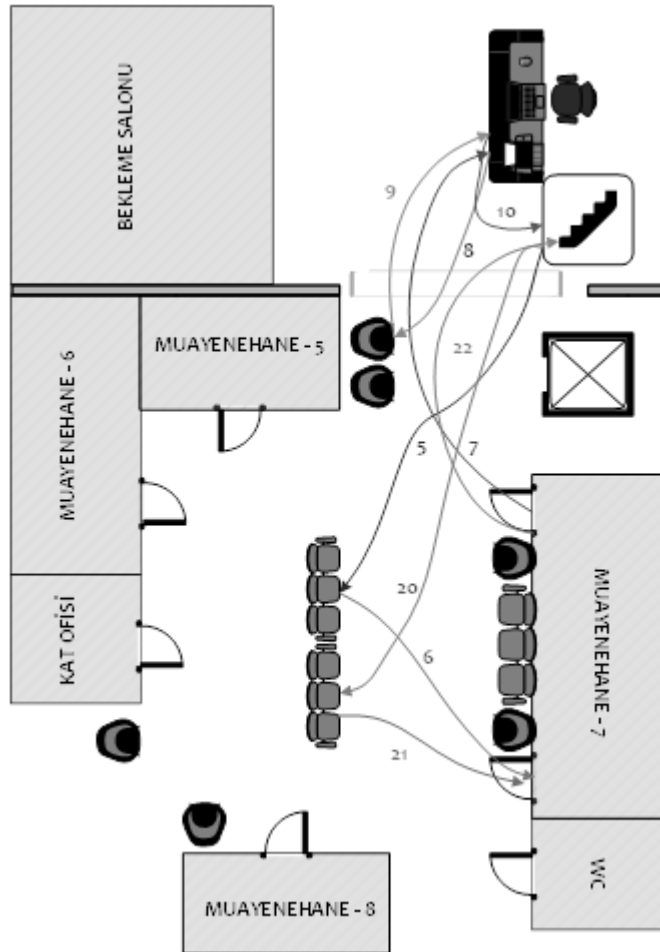 BEKLEME SALONU
9
10
8
MUAYENEHANE - 5
22
MUAYENEHANE - 6
5
7
KAT OFİSİ
20
6
MUAYENEHANE - 7
21
WC
MUAYENEHANE - 8